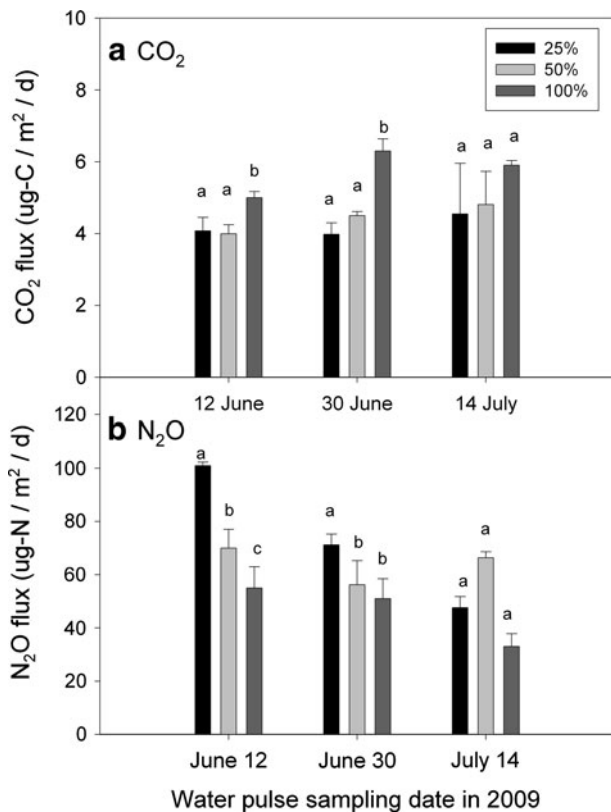 a CO₂
25%
50%
100%
CO₂ flux (ug-C / m² / d)
10
8
6
4
2
0
a a b
a a b
a a a
12 June 30 June 14 July
b N₂O
N₂O flux (ug-N / m² / d)
120
100
80
60
40
20
0
a b c
a b b
a a a
June 12 June 30 July 14
Water pulse sampling date in 2009